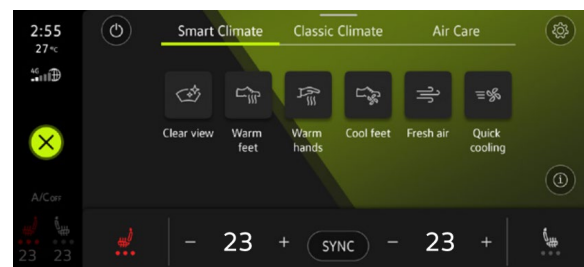 2:55
27°C
4G
A/C OFF
23 23
Smart Climate
Classic Climate
Air Care
Clear view
Warm
feet
Warm
hands
Cool feet
Fresh air
Quick
cooling
i
− 23 +
SYNC
− 23 +